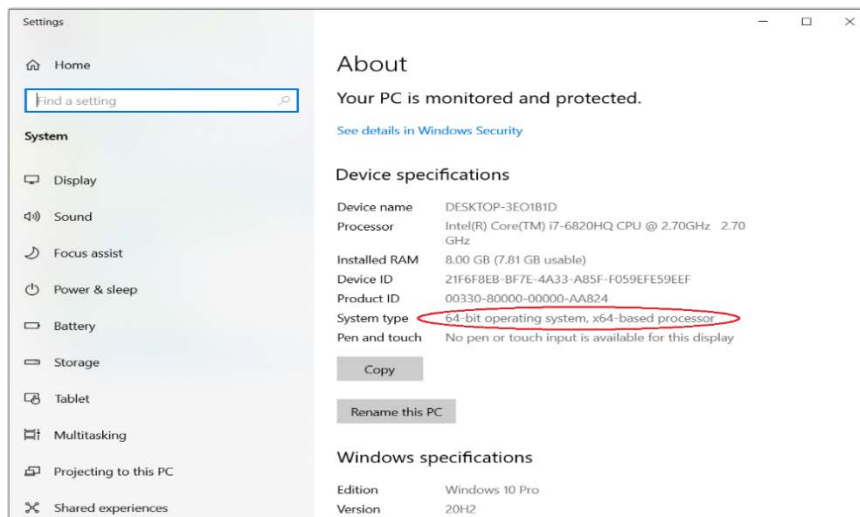 Settings
Home
Find a setting
System
Display
Sound
Focus assist
Power & sleep
Battery
Storage
Tablet
Multitasking
Projecting to this PC
Shared experiences
About
Your PC is monitored and protected.
See details in Windows Security
Device specifications
Device name DESKTOP-3EO1B1D
Processor Intel(R) Core(TM) i7-6820HQ CPU @ 2.70GHz 2.70
GHz
Installed RAM 8.00 GB (7.81 GB usable)
Device ID 21F6F8EB-BF7E-4A33-A85F-F059EFE59EEF
Product ID 00330-80000-00000-AA824
System type 64-bit operating system, x64-based processor
Pen and touch No pen or touch input is available for this display
Copy
Rename this PC
Windows specifications
Edition Windows 10 Pro
Version 20H2